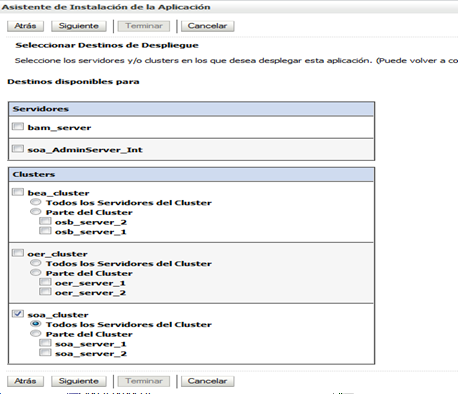 Asistente de Instalación de la Aplicación
Atrás Siguiente Terminar Cancelar
Seleccionar Destinos de Despliegue
Seleccione los servidores y/o clusters en los que desea desplegar esta aplicación. (Puede volver a co
Destinos disponibles para
Servidores
bam_server
soa_AdminServer_Int
Clusters
bea_cluster
Todos los Servidores del Cluster
Parte del Cluster
osb_server_2
osb_server_1
oer_cluster
Todos los Servidores del Cluster
Parte del Cluster
oer_server_1
oer_server_2
soa_cluster
Todos los Servidores del Cluster
Parte del Cluster
soa_server_1
soa_server_2
Atrás Siguiente Terminar Cancelar